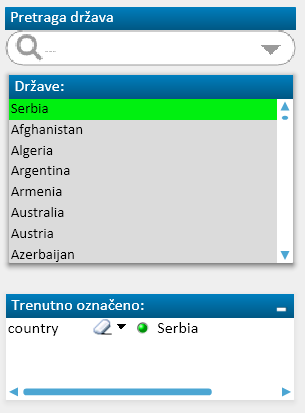 Pretraga država
Države:
Serbia
Afghanistan
Algeria
Argentina
Armenia
Australia
Austria
Azerbaijan
Trenutno označeno:
country Serbia